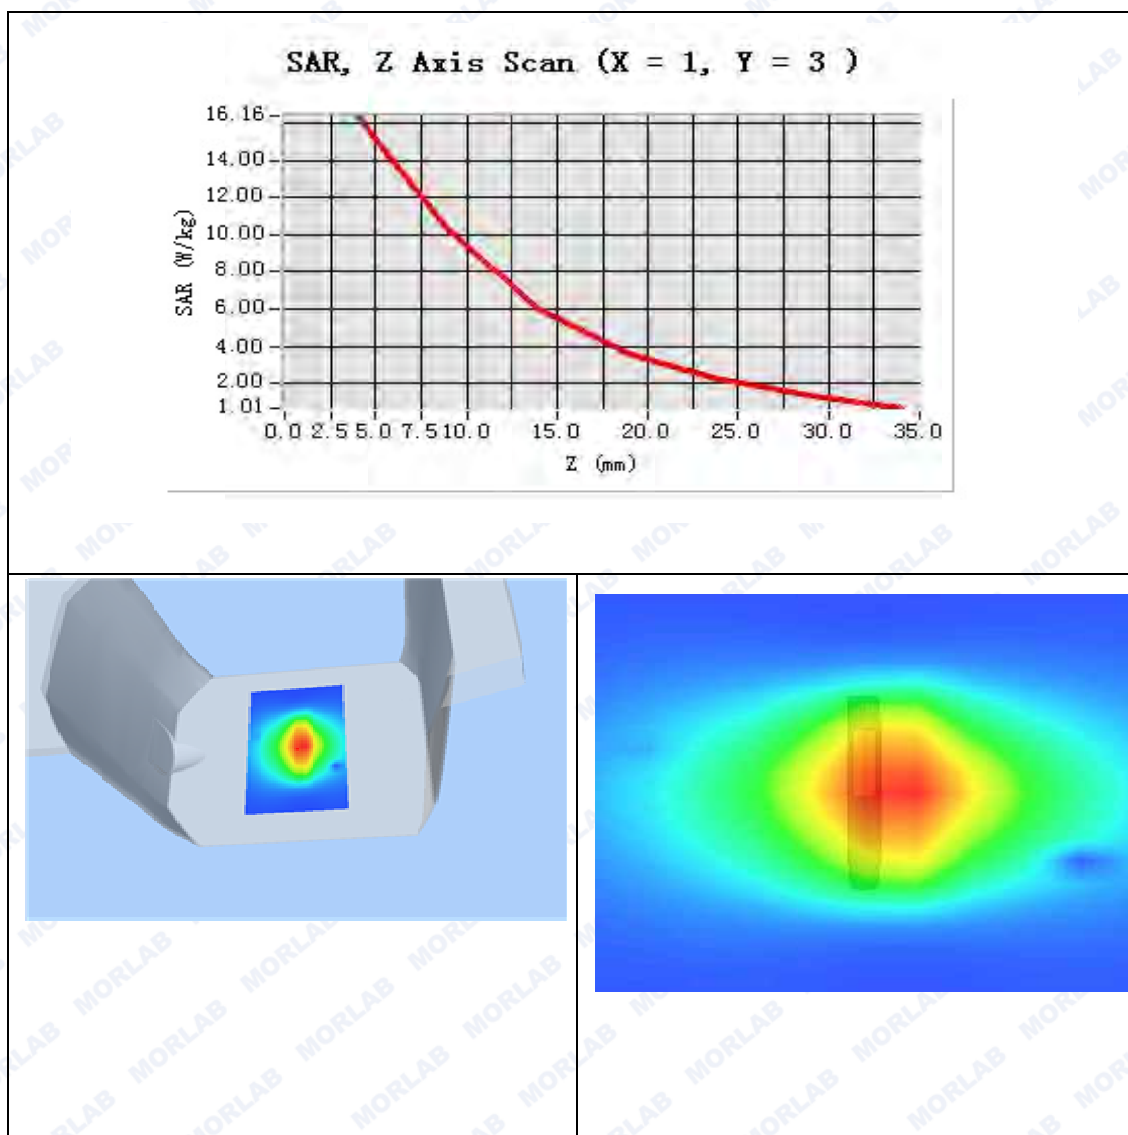 SAR, Z Axis Scan (X = 1, Y = 3 )
SAR (W/kg)
16.16
14.00
12.00
10.00
8.00
6.00
4.00
2.00
1.01
0.0 2.5 5.0 7.5 10.0 15.0 20.0 25.0 30.0 35.0
Z (mm)
MORLAB